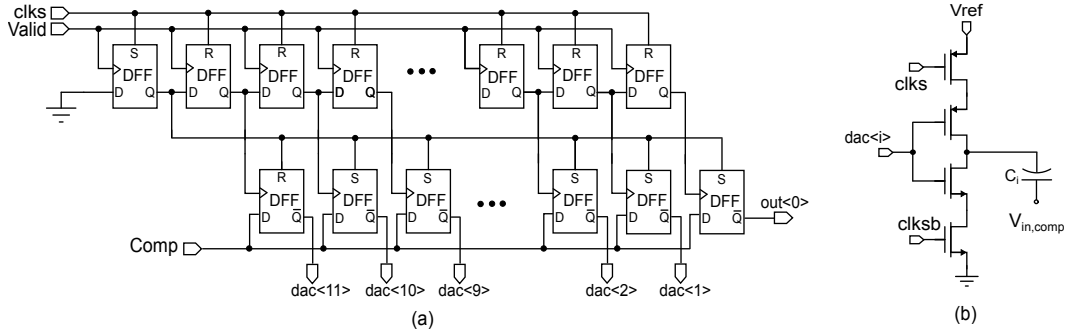 clks
Valid
S R R R R R R
DFF DFF DFF DFF DFF DFF DFF
D Q D Q D Q D Q D Q D Q D Q
R S S S S S
DFF DFF DFF DFF DFF DFF
D Q̅ D Q̅ D Q̅ D Q̅ D Q̅ D Q̅
out<0>
Comp
dac<11> dac<10> dac<9> dac<2> dac<1>
(a)
Vref
clks
dac<i>
Ci
clksb
Vin,comp
(b)